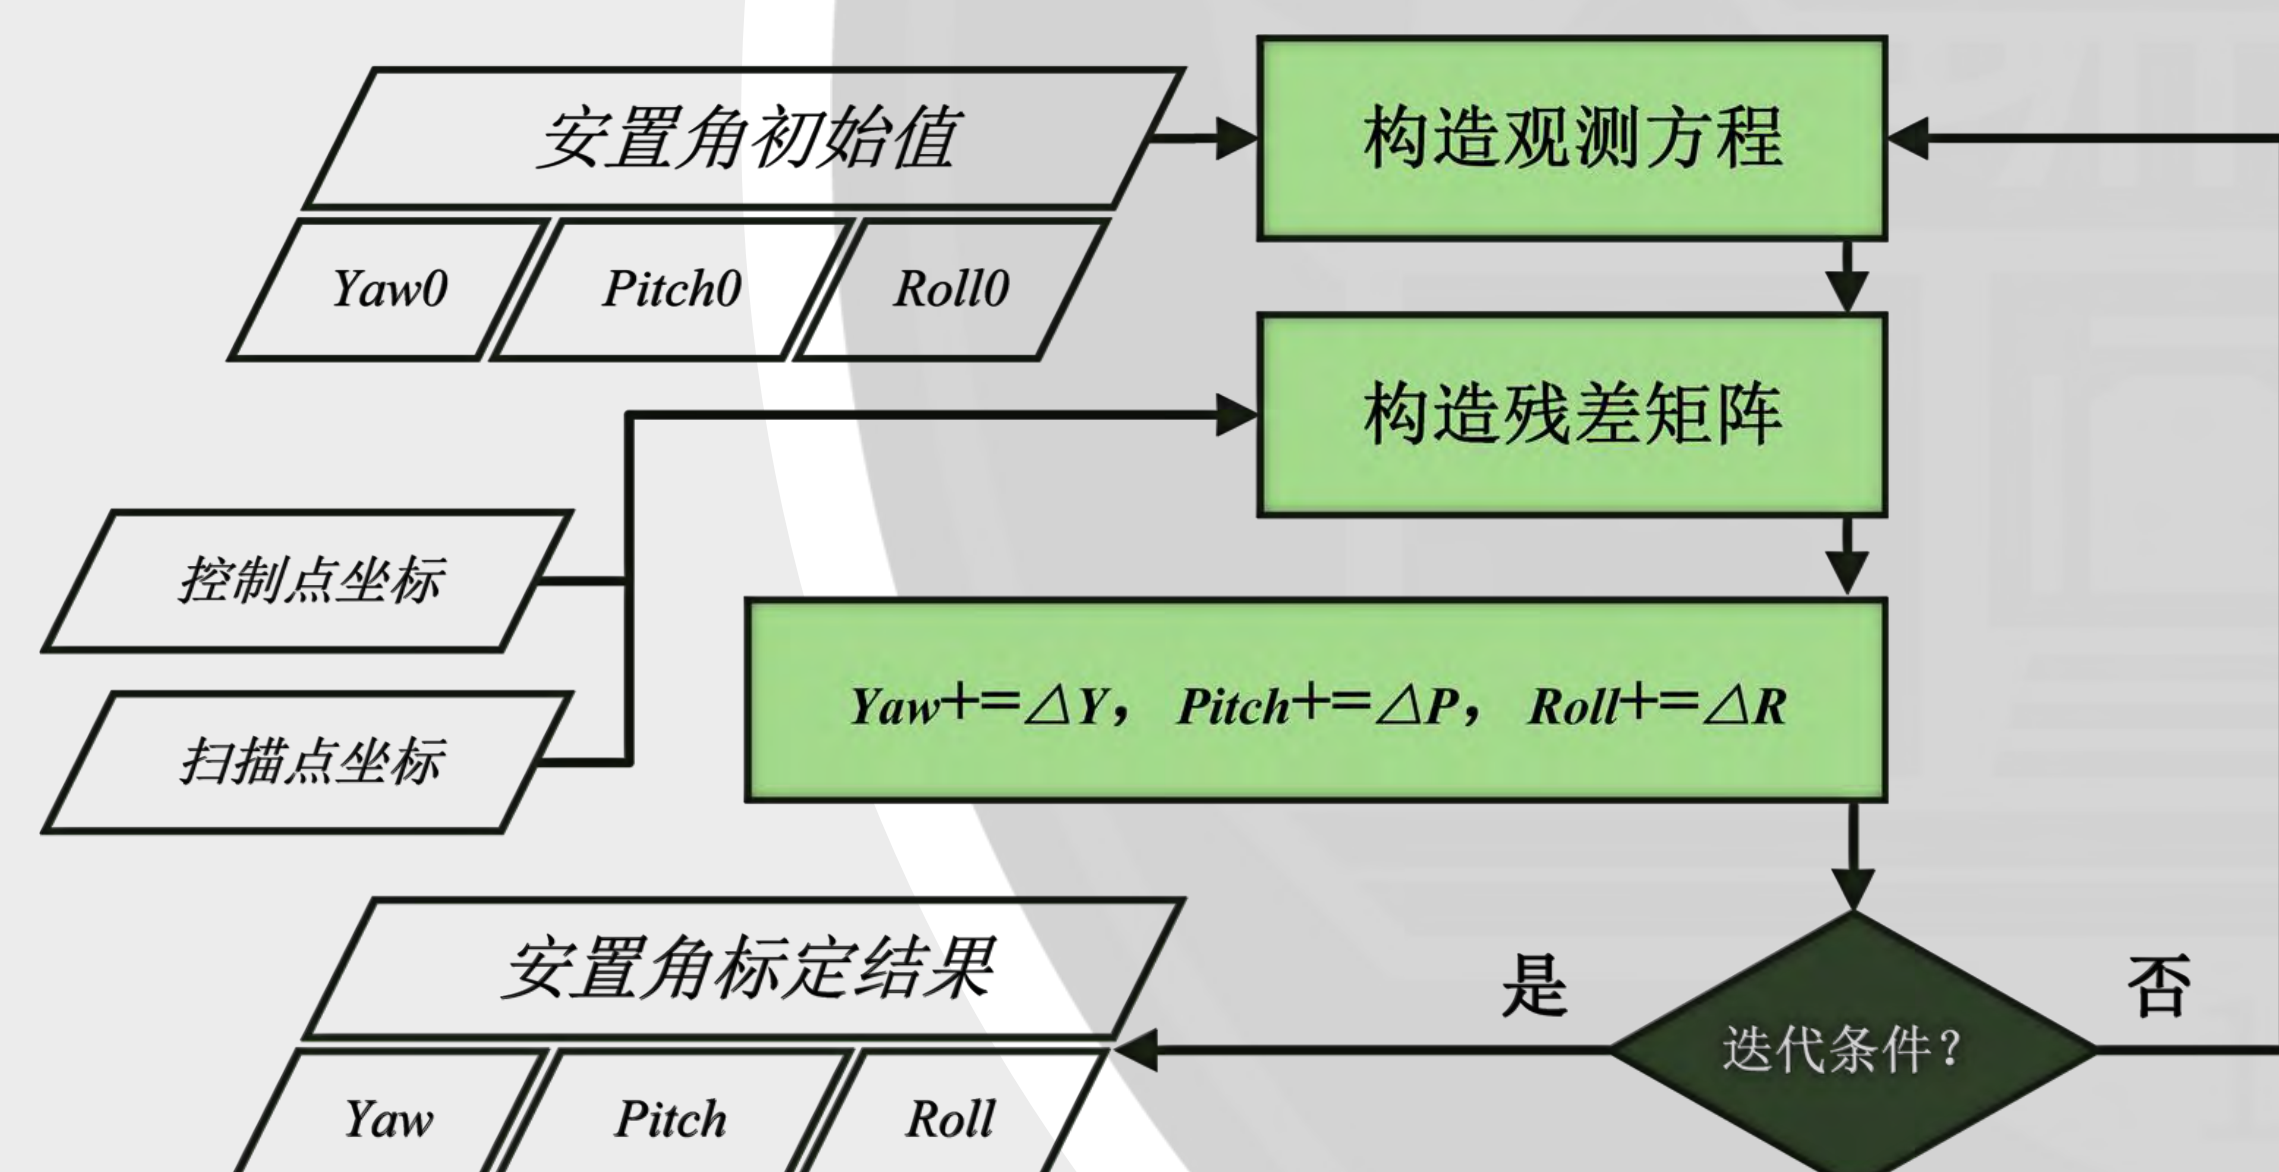 安置角初始值
Yaw0
Pitch0
Roll0
构造观测方程
构造残差矩阵
控制点坐标
扫描点坐标
Yaw+=△Y，Pitch+=△P，Roll+=△R
迭代条件？
是
否
安置角标定结果
Yaw
Pitch
Roll